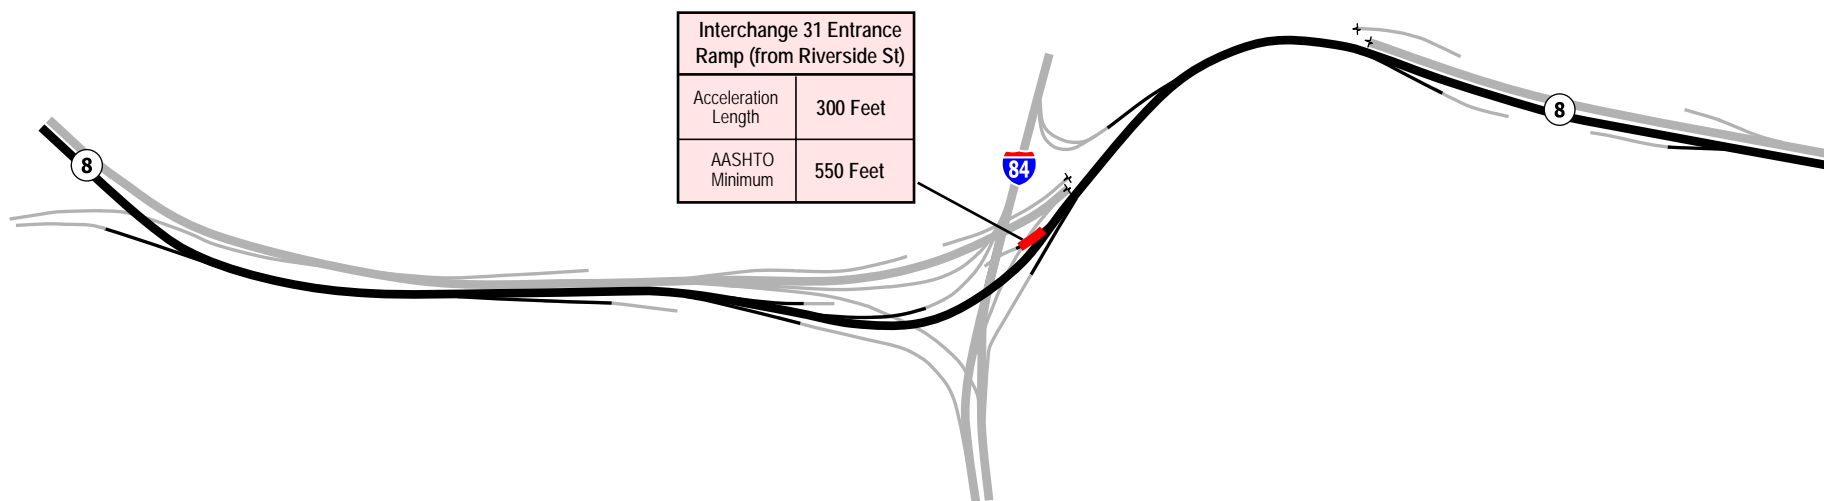 Interchange 31 Entrance
Ramp (from Riverside St)
Acceleration
Length
300 Feet
AASHTO
Minimum
550 Feet
8
84
8